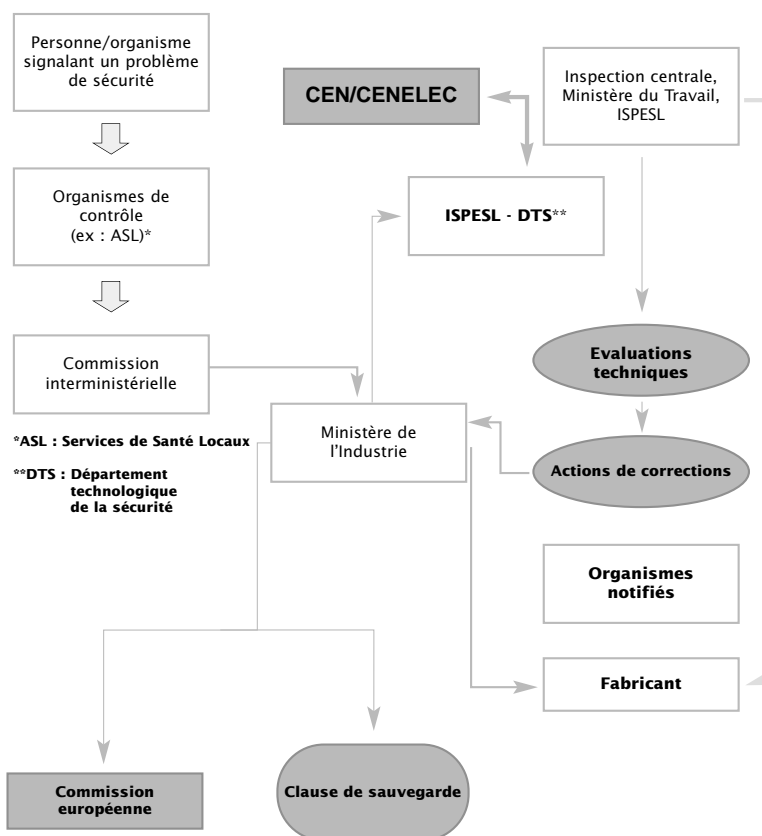 Personne/organisme
signalant un problème
de sécurité
CEN/CENELEC
Inspection centrale,
Ministère du Travail,
ISPESL
Organismes de
contrôle
(ex : ASL)*
ISPESL - DTS**
Commission
interministérielle
Evaluations
techniques
*ASL : Services de Santé Locaux
Ministère de
l'Industrie
**DTS : Département
technologique
de la sécurité
Actions de corrections
Organismes
notifiés
Fabricant
Commission
européenne
Clause de sauvegarde